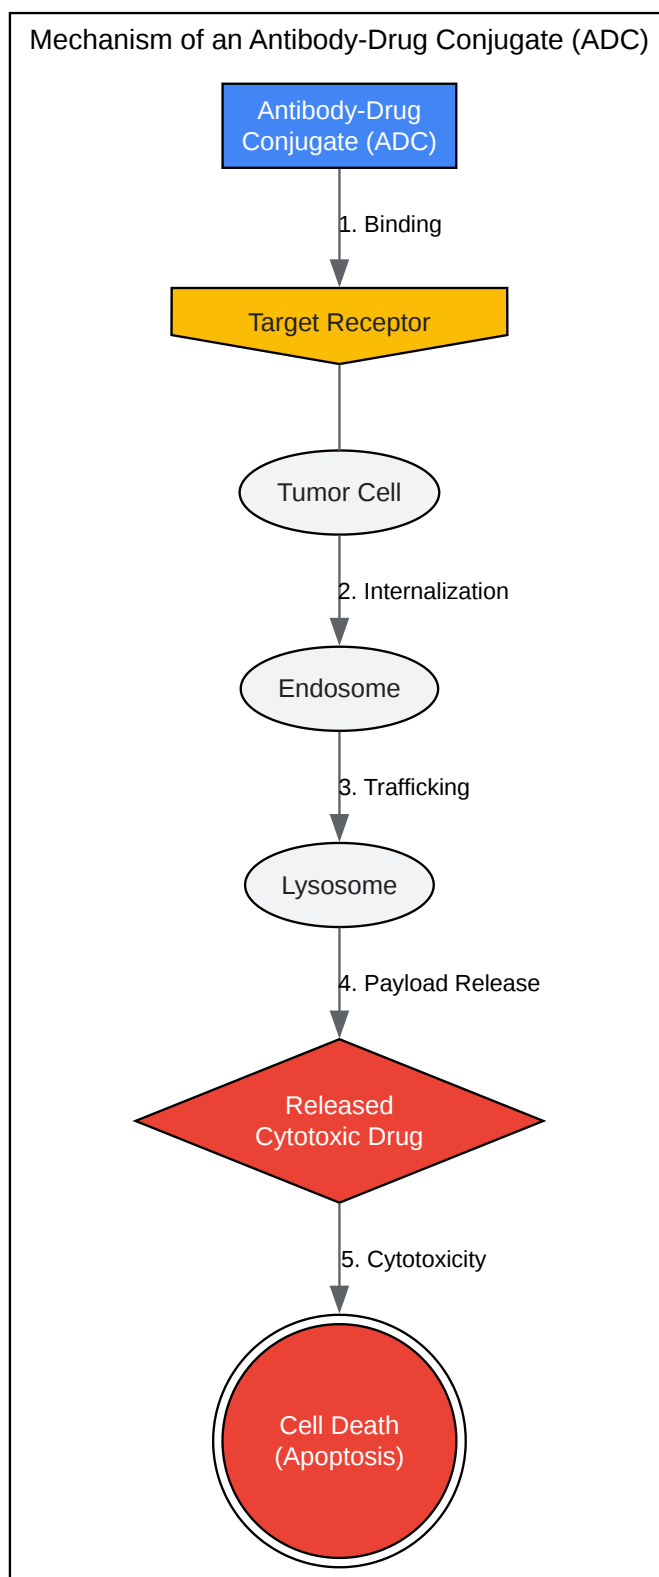 Mechanism of an Antibody-Drug Conjugate (ADC)
Antibody-Drug
Conjugate (ADC)
1. Binding
Target Receptor
Tumor Cell
2. Internalization
Endosome
3. Trafficking
Lysosome
4. Payload Release
Released
Cytotoxic Drug
5. Cytotoxicity
Cell Death
(Apoptosis)